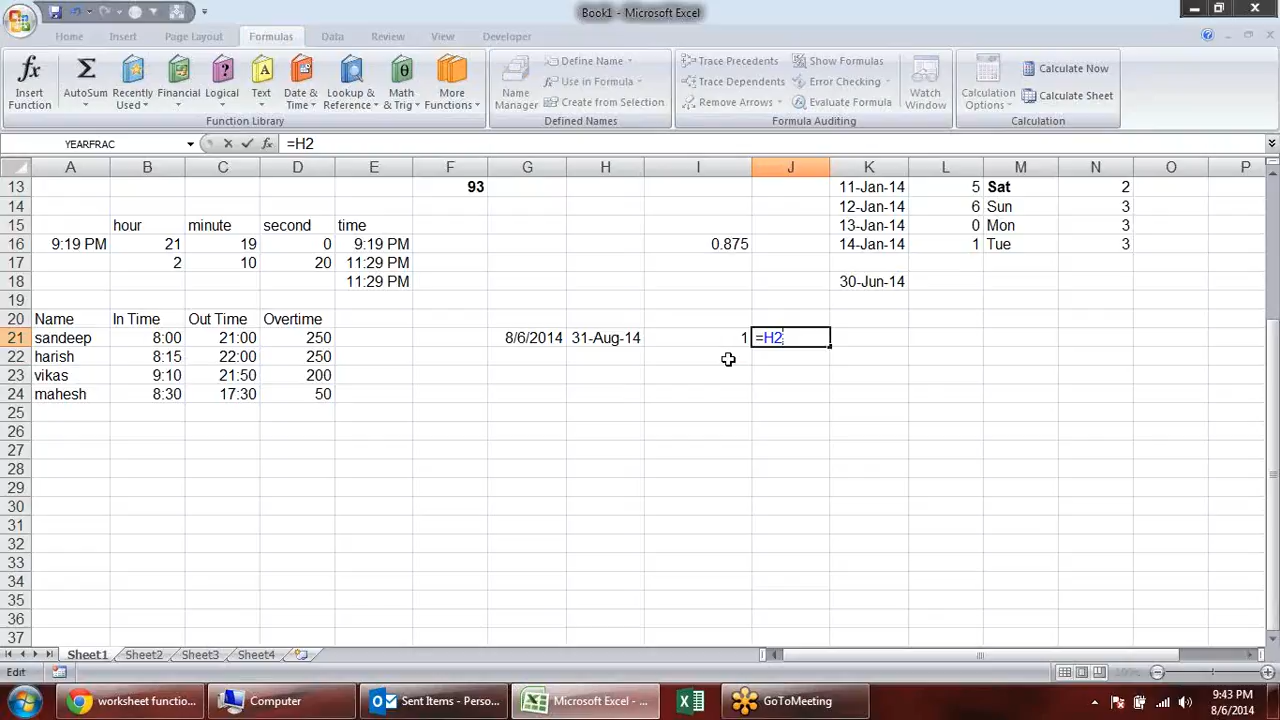 Book1 - Microsoft Excel
Home Insert Page Layout Formulas Data Review View Developer
fx Σ ? A θ
Insert Function
AutoSum
Recently Used
Financial
Logical
Text
Date & Time
Lookup & Reference
Math & Trig
More Functions
Function Library
Name Manager
Define Name
Use in Formula
Create from Selection
Defined Names
Trace Precedents
Trace Dependents
Remove Arrows
Show Formulas
Error Checking
Evaluate Formula
Formula Auditing
Watch Window
Calculation Options
Calculate Now
Calculate Sheet
Calculation
YEARFRAC fx =H2
A B C D E F G H I J K L M N O P
13 93 11-Jan-14 5 Sat 2
14 12-Jan-14 6 Sun 3
15 hour minute second time 13-Jan-14 0 Mon 3
16 9:19 PM 21 19 0 9:19 PM 0.875 14-Jan-14 1 Tue 3
17 2 10 20 11:29 PM
18 11:29 PM 30-Jun-14
19
20 Name In Time Out Time Overtime
21 sandeep 8:00 21:00 250 8/6/2014 31-Aug-14 1 =H2
22 harish 8:15 22:00 250
23 vikas 9:10 21:50 200
24 mahesh 8:30 17:30 50
25
26
27
28
29
30
31
32
33
34
35
36
37
Sheet1 Sheet2 Sheet3 Sheet4
Edit 100%
worksheet functio... Computer Sent Items - Perso... Microsoft Excel - ... GoToMeeting
9:43 PM
8/6/2014